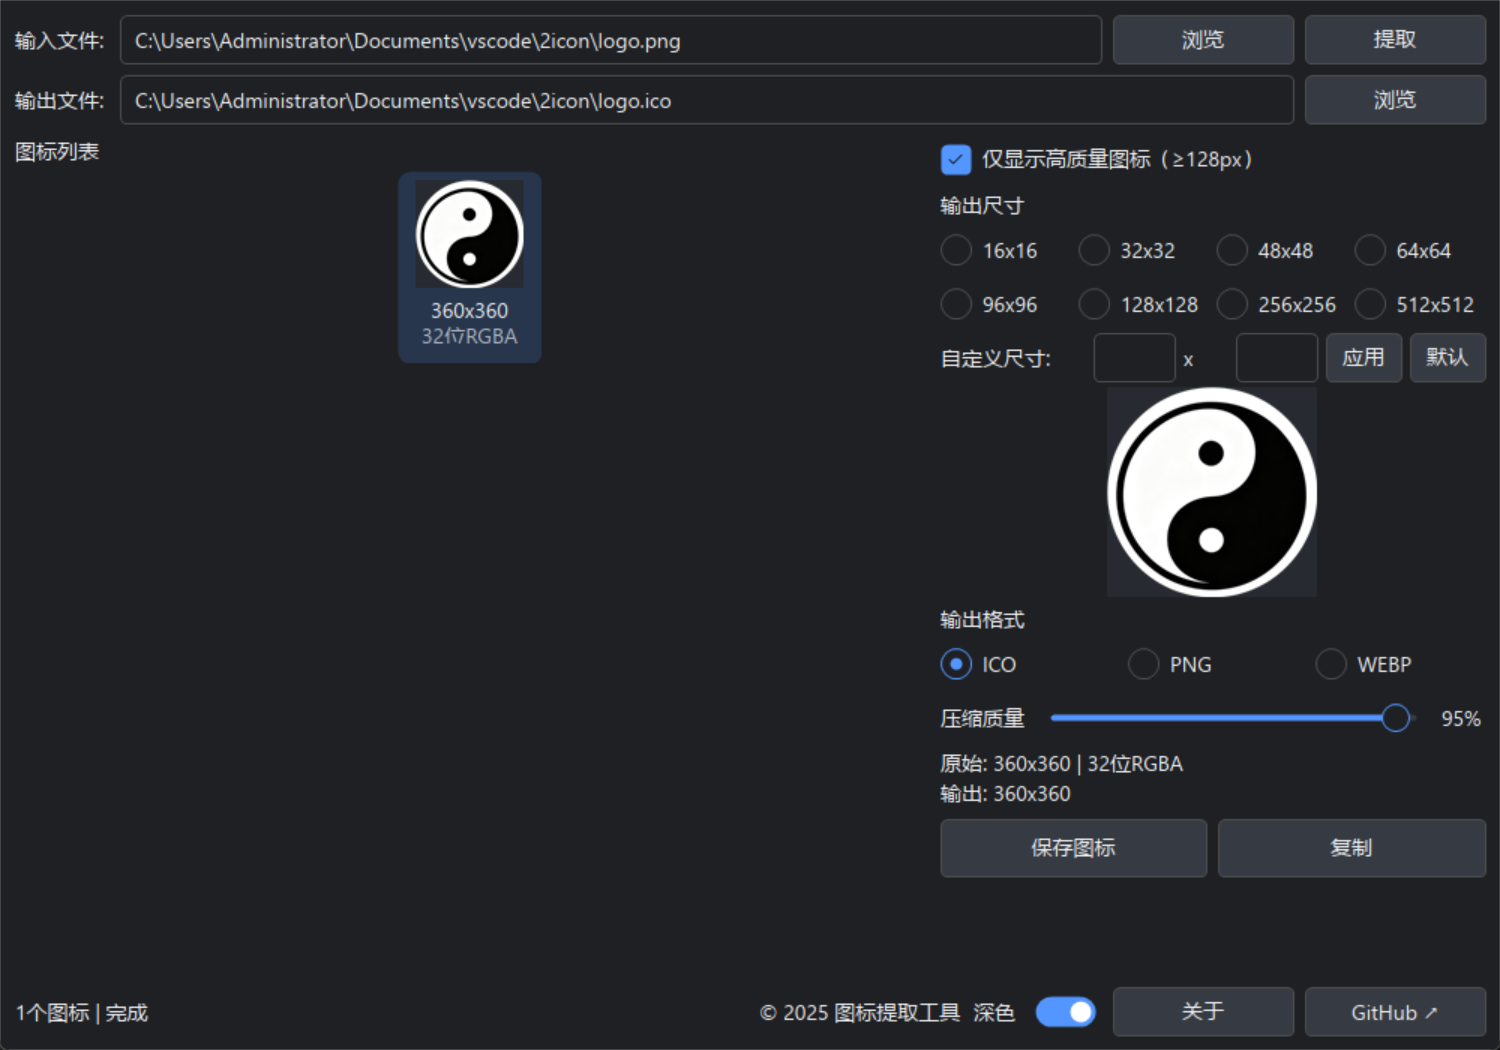 输入文件: C:\Users\Administrator\Documents\vscode\2icon\logo.png 浏览 提取
输出文件: C:\Users\Administrator\Documents\vscode\2icon\logo.ico 浏览
图标列表
360x360
32位RGBA
仅显示高质量图标（≥128px）
输出尺寸
16x16 32x32 48x48 64x64
96x96 128x128 256x256 512x512
自定义尺寸: x 应用 默认
输出格式
ICO PNG WEBP
压缩质量 95%
原始: 360x360 | 32位RGBA
输出: 360x360
保存图标 复制
1个图标 | 完成 © 2025 图标提取工具 深色 关于 GitHub ↗